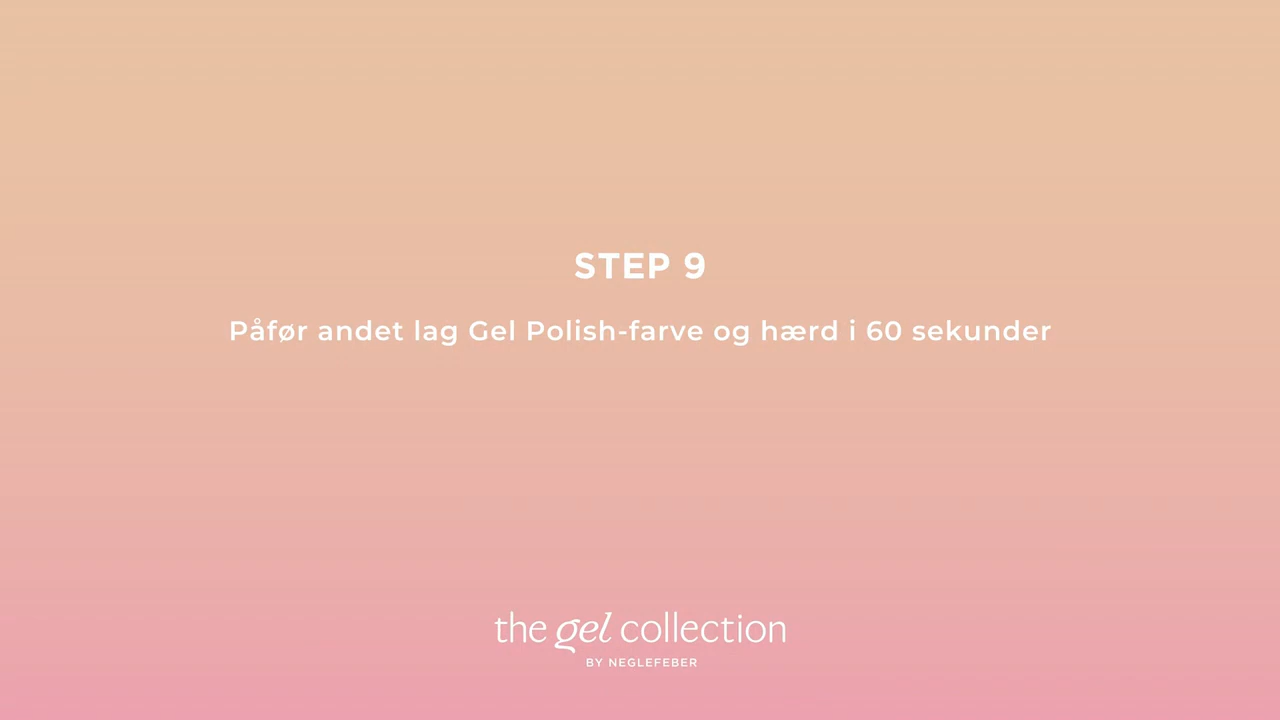 STEP 9
Påfør andet lag Gel Polish-farve og hærd i 60 sekunder
the gel collection
BY NEGLEFEBER